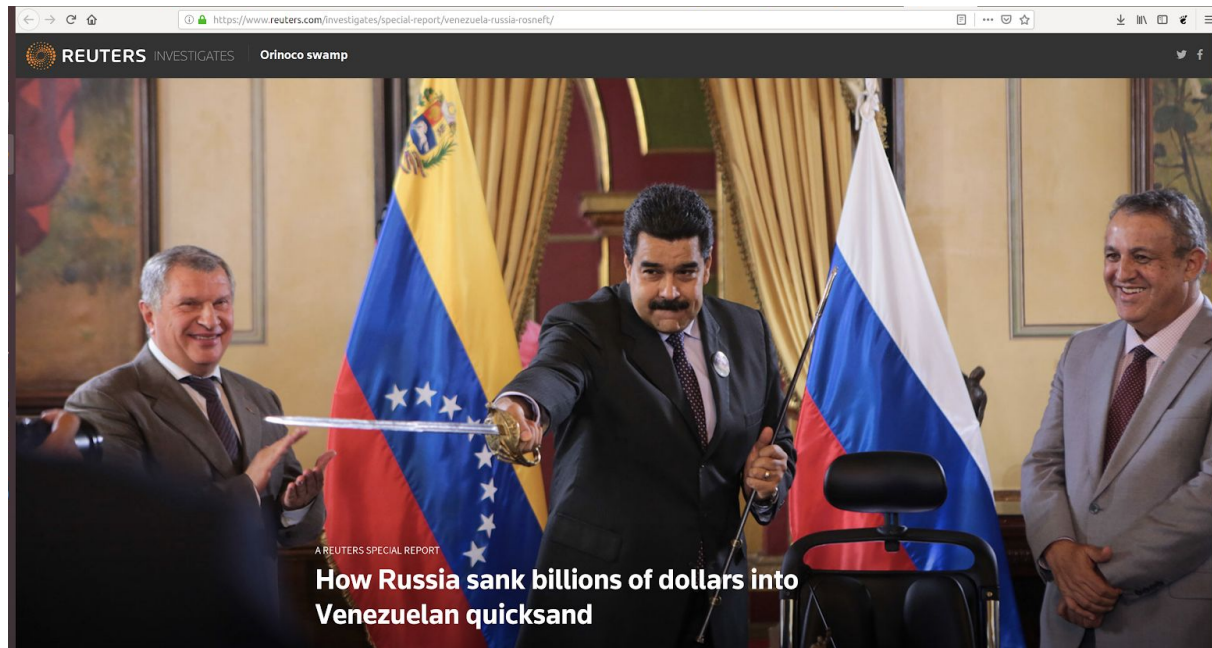 https://www.reuters.com/investigates/special-report/venezuela-russia-rosneft/
REUTERS INVESTIGATES Orinoco swamp
A REUTERS SPECIAL REPORT
How Russia sank billions of dollars into
Venezuelan quicksand